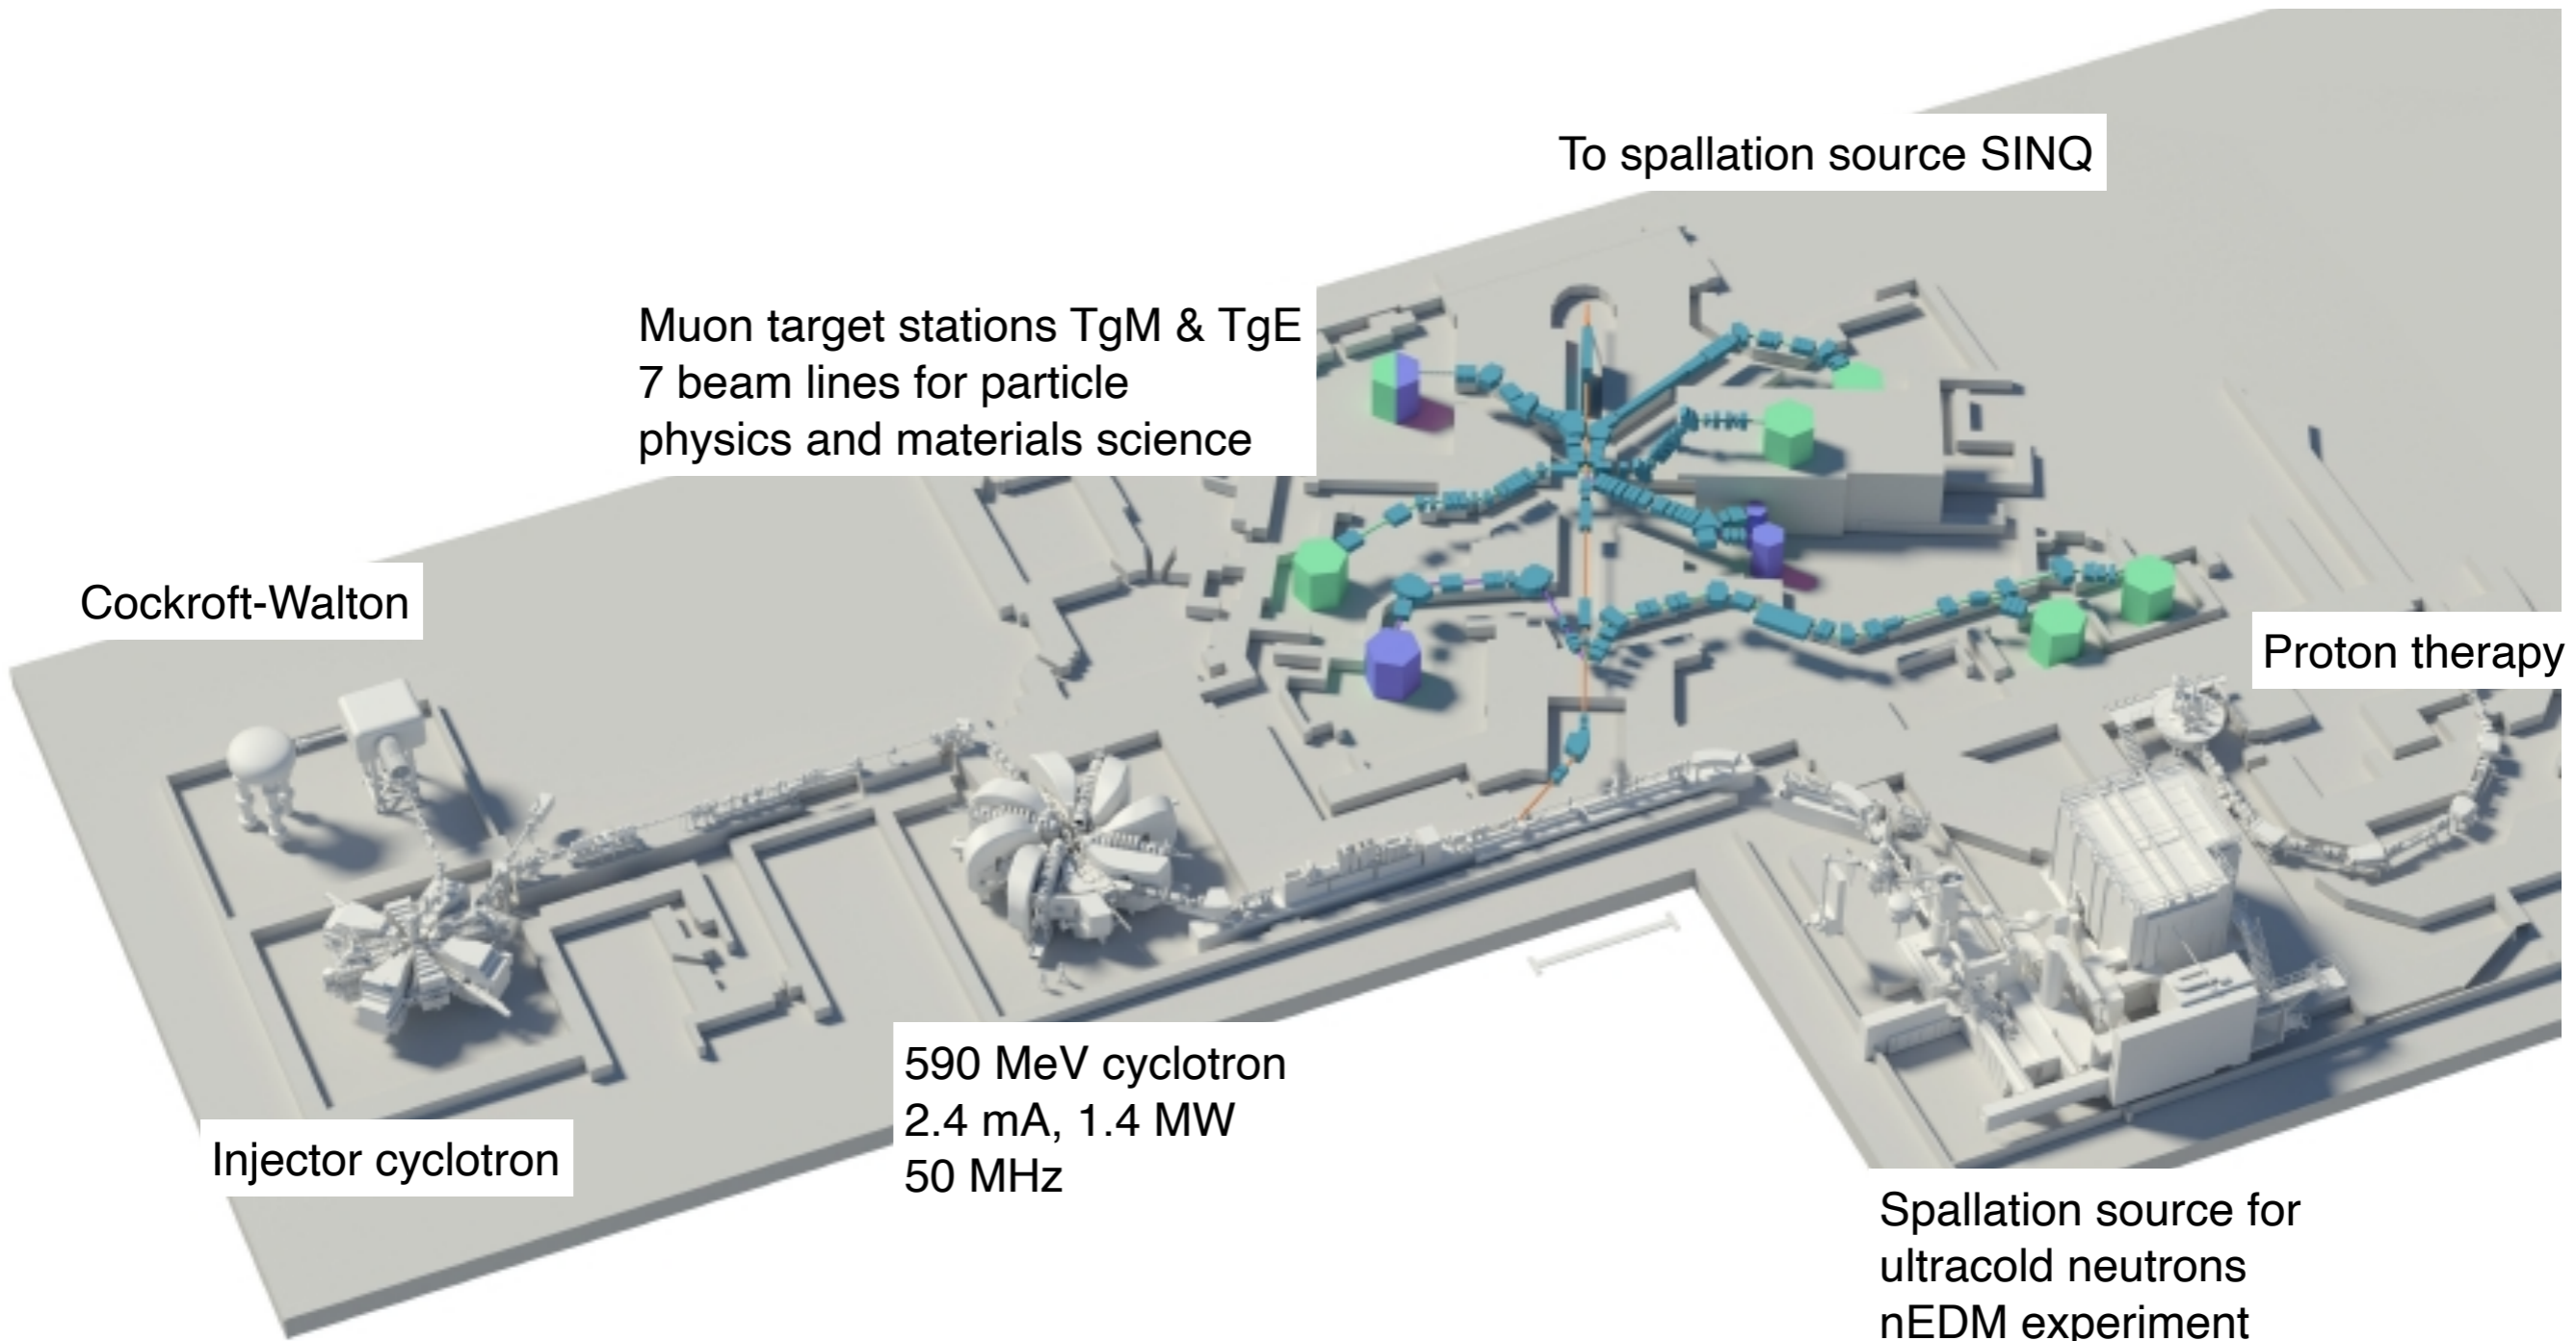 To spallation source SINQ
Muon target stations TgM & TgE
7 beam lines for particle
physics and materials science
Cockroft-Walton
Proton therapy
590 MeV cyclotron
2.4 mA, 1.4 MW
50 MHz
Injector cyclotron
Spallation source for
ultracold neutrons
nEDM experiment